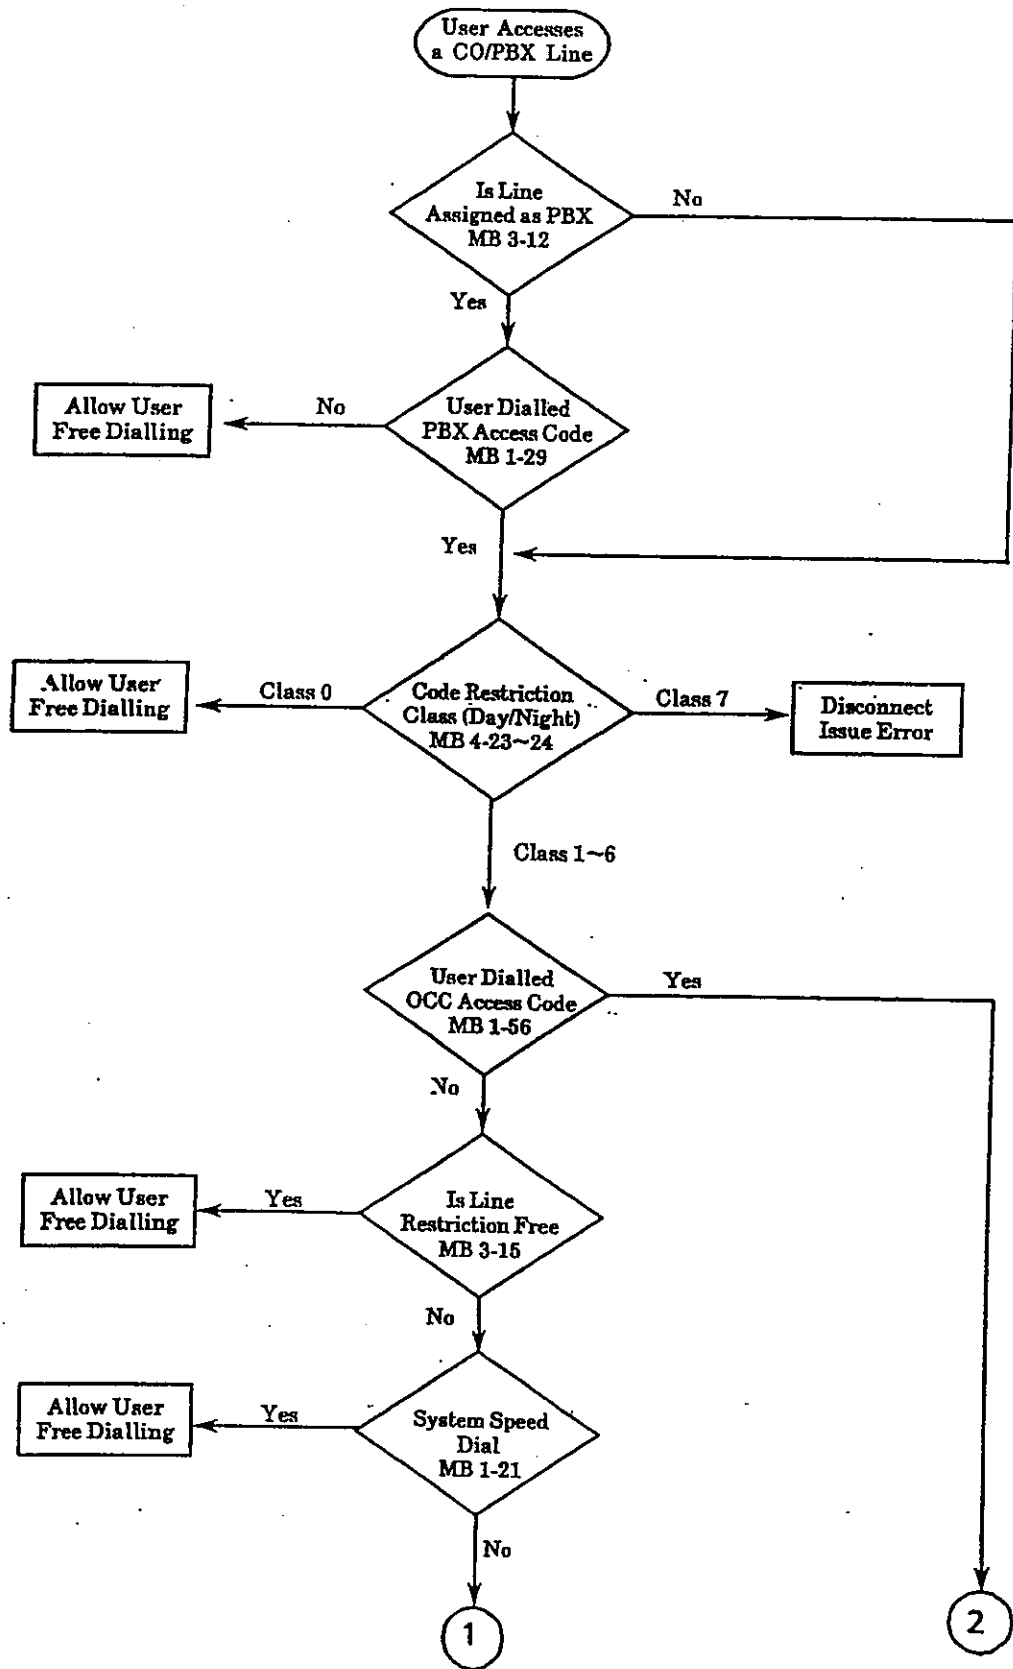 User Accesses
a CO/PBX Line
Is Line
Assigned as PBX
MB 3-12
No
Yes
Allow User
Free Dialling
No
User Dialled
PBX Access Code
MB 1-29
Yes
Allow User
Free Dialling
Class 0
Code Restriction
Class (Day/Night)
MB 4-23~24
Class 7
Disconnect
Issue Error
Class 1~6
User Dialled
OCC Access Code
MB 1-56
Yes
No
Allow User
Free Dialling
Yes
Is Line
Restriction Free
MB 3-15
No
Allow User
Free Dialling
Yes
System Speed
Dial
MB 1-21
No
1
2